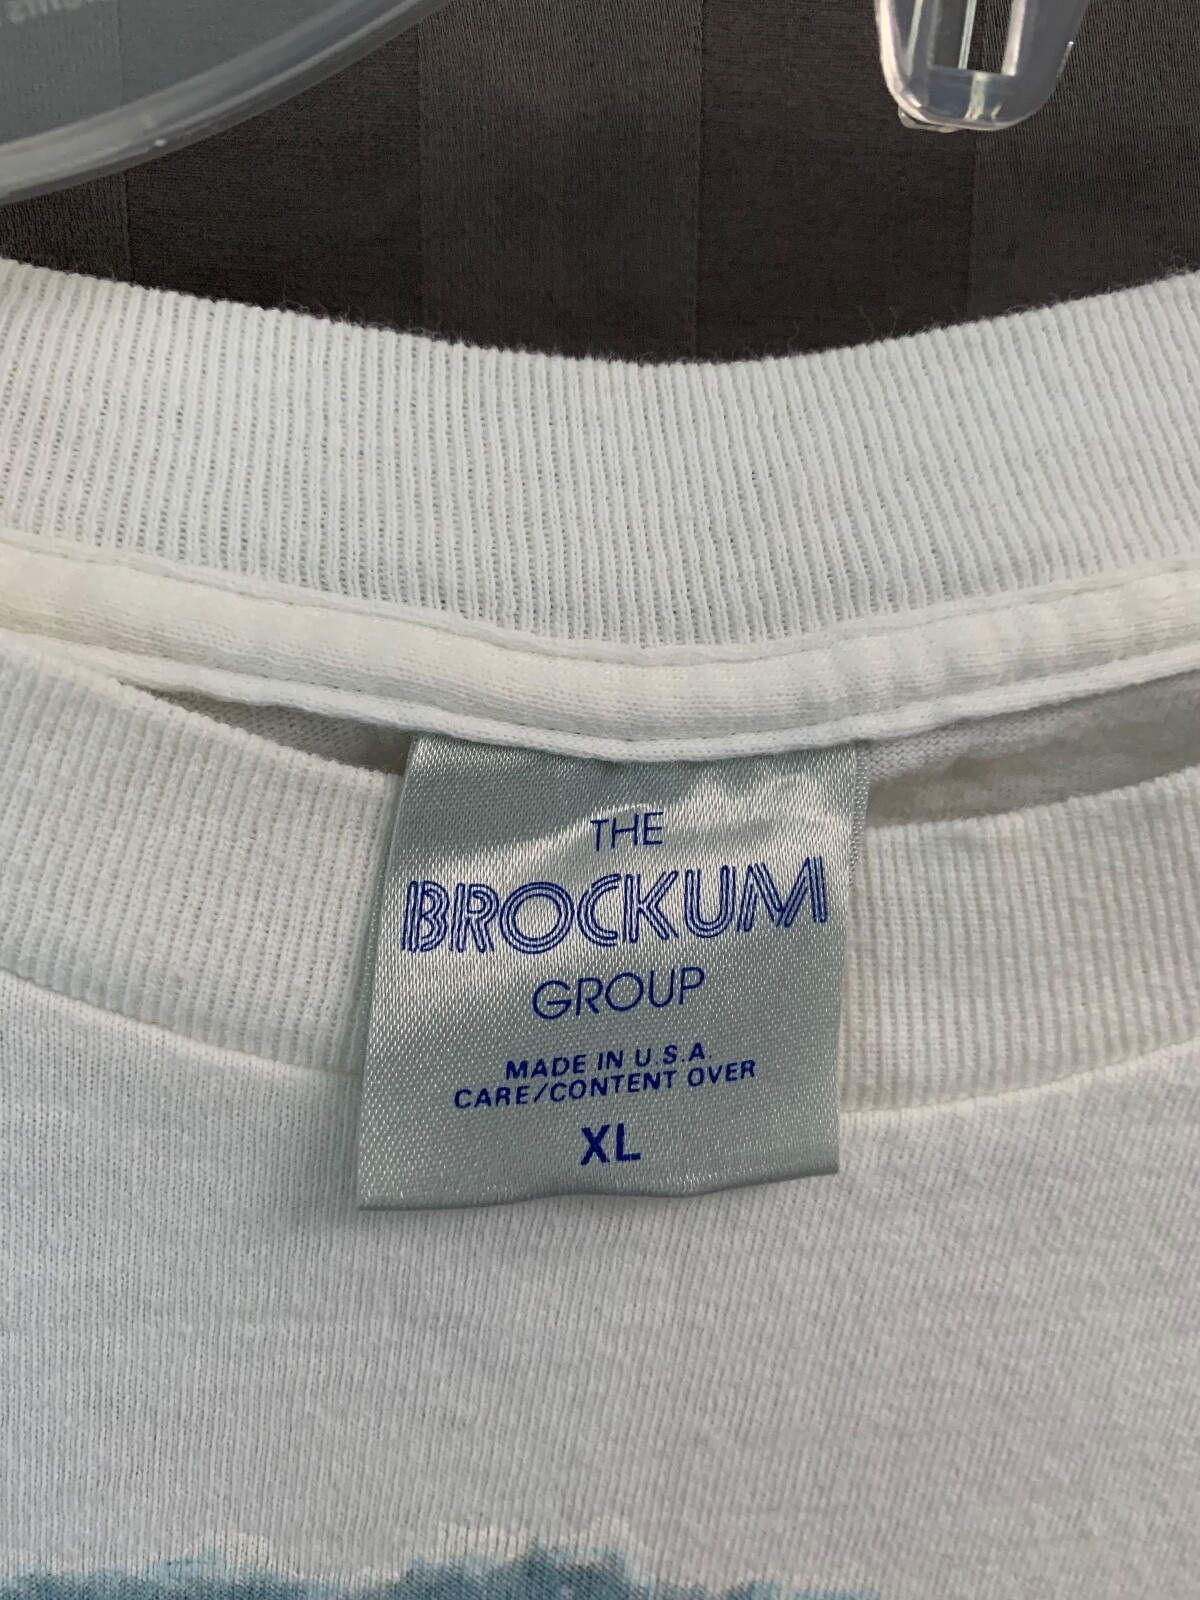 THE
BROCKUM
GROUP
MADE IN U.S.A.
CARE/CONTENT OVER
XL